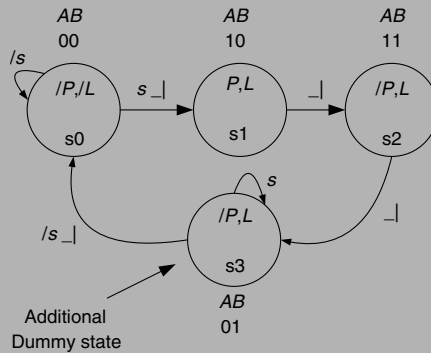 AB
00
AB
10
AB
11
/s
/P,/L
s0
s _|
P,L
s1
_|
/P,L
s2
_|
s
/P,L
s3
/s _|
AB
01
Additional
Dummy state